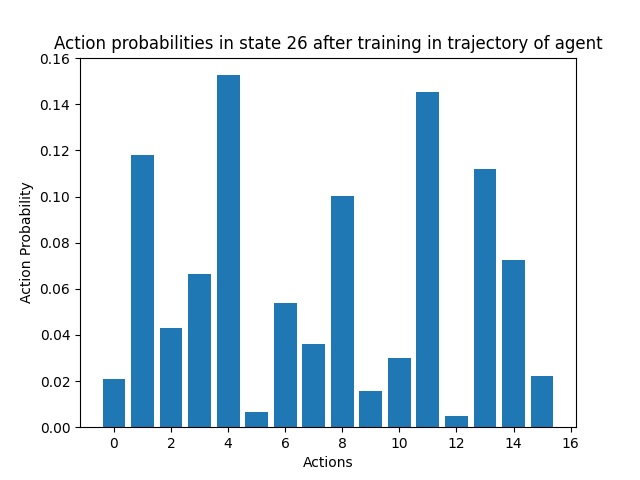 Action probabilities in state 26 after training in trajectory of agent
0.16
0.14
0.12
0.10
0.08
0.06
0.04
0.02
0.00
Action Probability
0 2 4 6 8 10 12 14 16
Actions